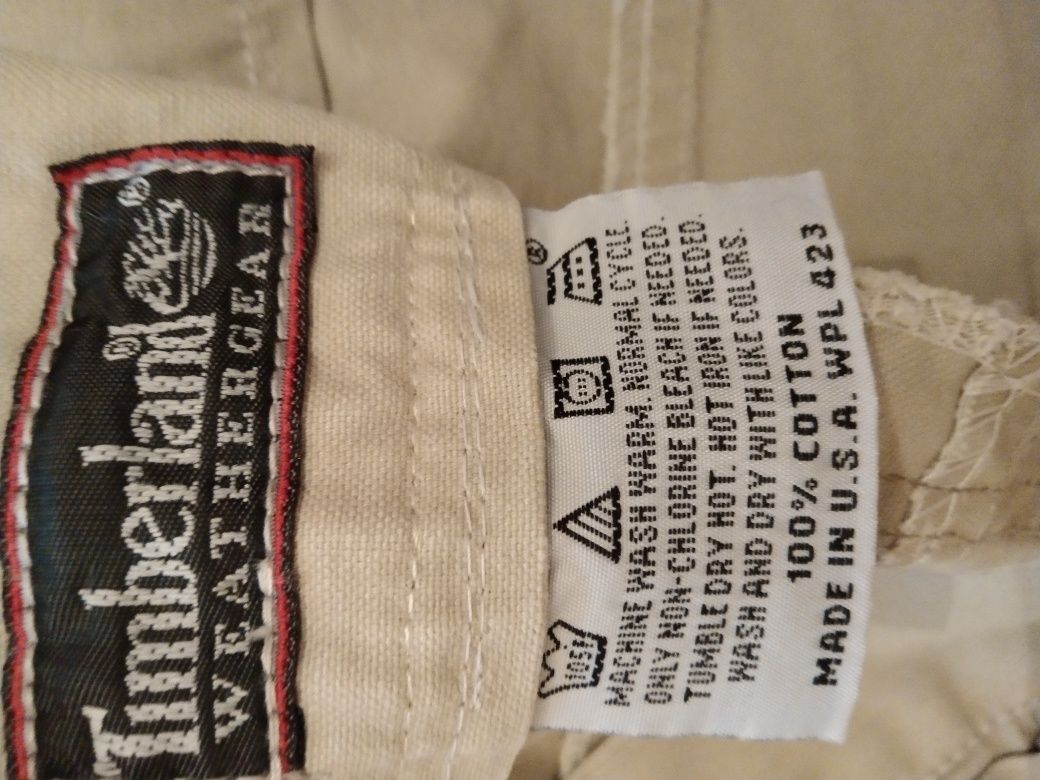 Timberland®
®
WEATHERGEAR
105F
®
MACHINE WASH WARM. NORMAL CYCLE.
ONLY NON-CHLORINE BLEACH IF NEEDED.
TUMBLE DRY HOT. HOT IRON IF NEEDED.
WASH AND DRY WITH LIKE COLORS.
100% COTTON
MADE IN U.S.A. WPL 423